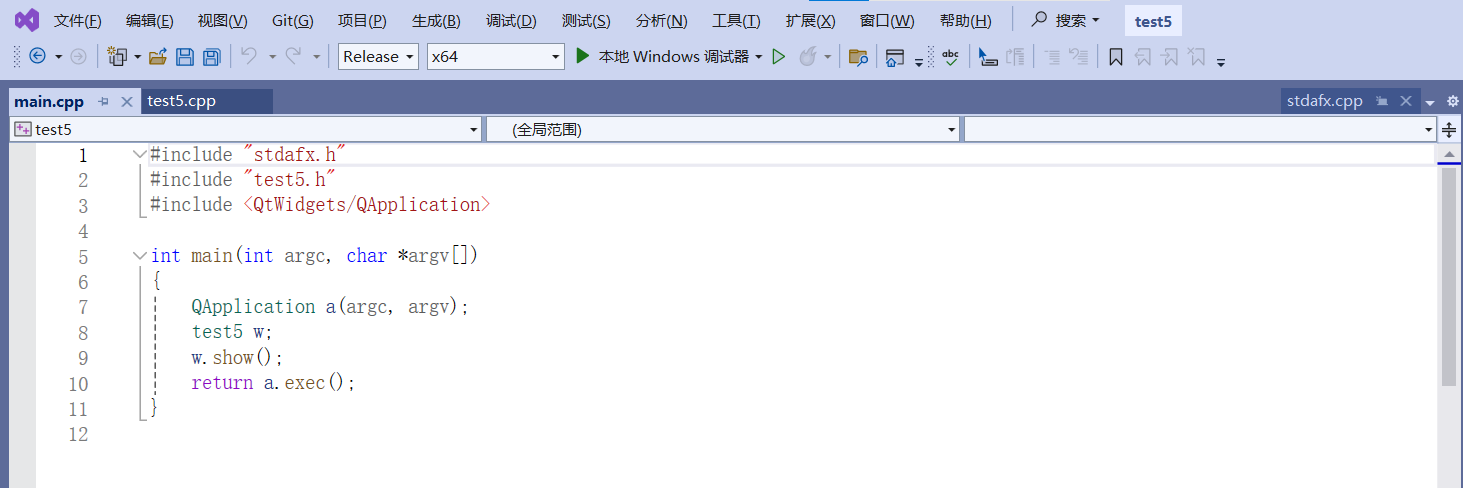 文件(F) 编辑(E) 视图(V) Git(G) 项目(P) 生成(B) 调试(D) 测试(S) 分析(N) 工具(T) 扩展(X) 窗口(W) 帮助(H) 搜索 test5
Release x64 本地 Windows 调试器 abc
main.cpp test5.cpp stdafx.cpp
test5 (全局范围)
1 #include "stdafx.h"
2 #include "test5.h"
3 #include <QtWidgets/QApplication>
4
5 int main(int argc, char *argv[])
6 {
7 QApplication a(argc, argv);
8 test5 w;
9 w.show();
10 return a.exec();
11 }
12